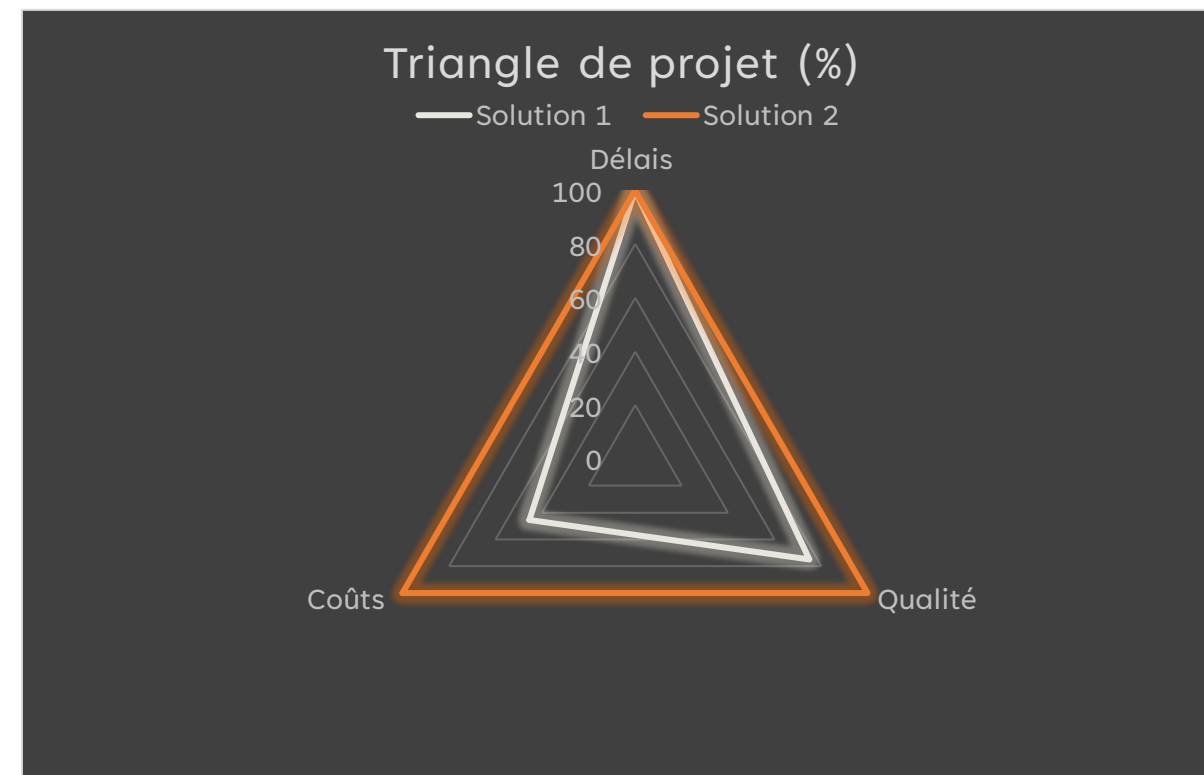 Triangle de projet (%)
Solution 1 Solution 2
Délais
100
80
60
40
20
0
Coûts Qualité